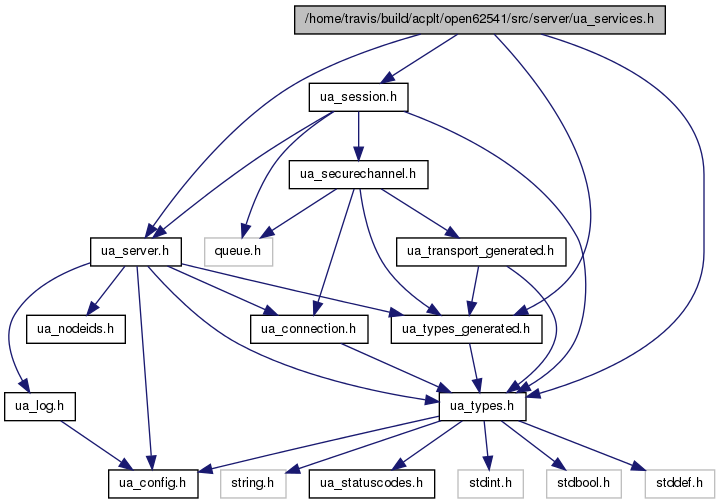 /home/travis/build/acplt/open62541/src/server/ua_services.h
ua_session.h
ua_securechannel.h
ua_server.h
queue.h
ua_transport_generated.h
ua_nodeids.h
ua_connection.h
ua_types_generated.h
ua_log.h
ua_types.h
ua_config.h
string.h
ua_statuscodes.h
stdint.h
stdbool.h
stddef.h